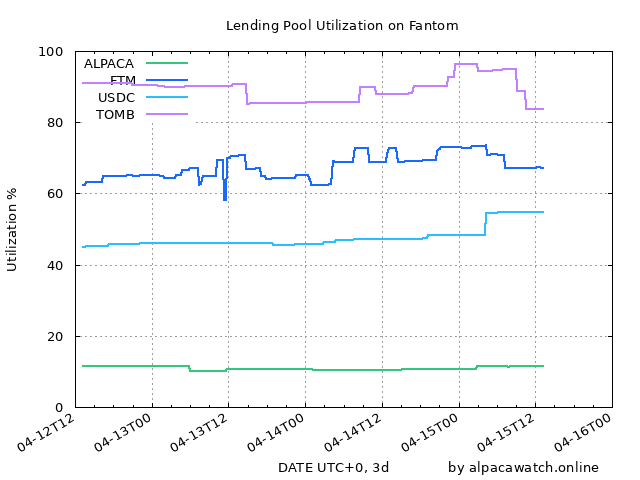 Lending Pool Utilization on Fantom
100
80
60
40
20
0
Utilization %
ALPACA
FTM
USDC
TOMB
04-12T12
04-13T00
04-13T12
04-14T00
04-14T12
04-15T00
04-15T12
04-16T00
DATE UTC+0, 3d
by alpacawatch.online